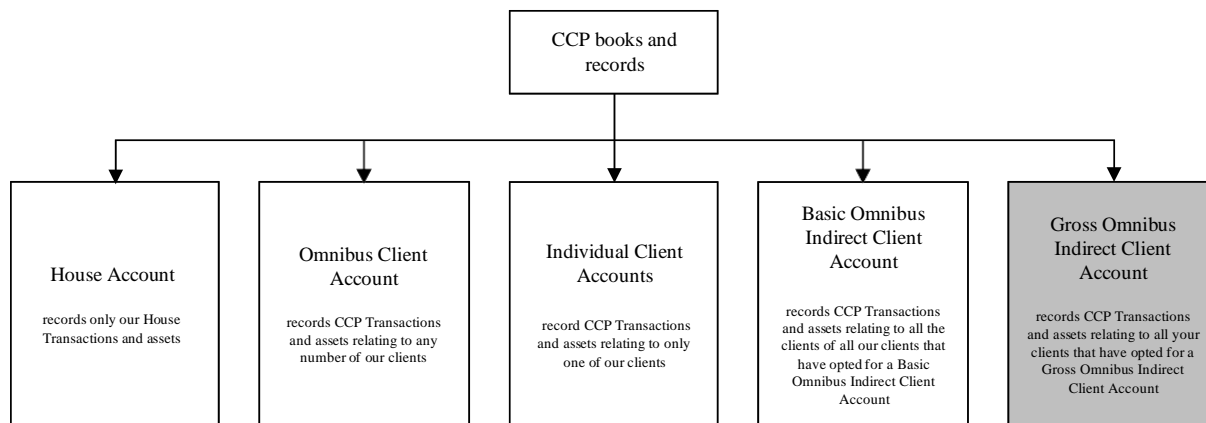 CCP books and
records
House Account
records only our House
Transactions and assets
Omnibus Client
Account
records CCP Transactions
and assets relating to any
number of our clients
Individual Client
Accounts
record CCP Transactions
and assets relating to only
one of our clients
Basic Omnibus
Indirect Client
Account
records CCP Transactions
and assets relating to all the
clients of all our clients that
have opted for a Basic
Omnibus Indirect Client
Account
Gross Omnibus
Indirect Client
Account
records CCP Transactions
and assets relating to all your
clients that have opted for a
Gross Omnibus Indirect
Client Account